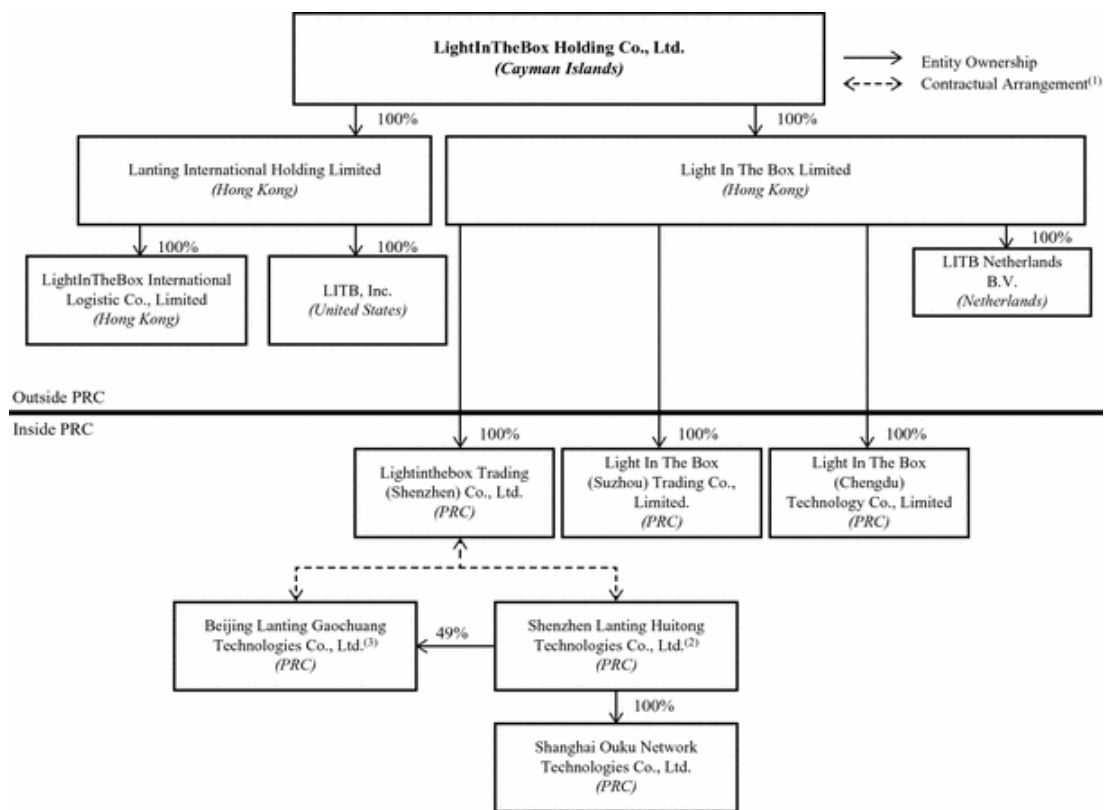 LightInTheBox Holding Co., Ltd.
(Cayman Islands)
Entity Ownership
Contractual Arrangement(1)
100%
100%
Lanting International Holding Limited
(Hong Kong)
Light In The Box Limited
(Hong Kong)
100%
100%
100%
LightInTheBox International
Logistic Co., Limited
(Hong Kong)
LITB, Inc.
(United States)
LITB Netherlands
B.V.
(Netherlands)
Outside PRC
Inside PRC
100%
100%
100%
Lightinthebox Trading
(Shenzhen) Co., Ltd.
(PRC)
Light In The Box
(Suzhou) Trading Co.,
Limited.
(PRC)
Light In The Box
(Chengdu)
Technology Co., Limited
(PRC)
Beijing Lanting Gaochuang
Technologies Co., Ltd.(3)
(PRC)
49%
Shenzhen Lanting Huitong
Technologies Co., Ltd.(2)
(PRC)
100%
Shanghai Ouku Network
Technologies Co., Ltd.
(PRC)